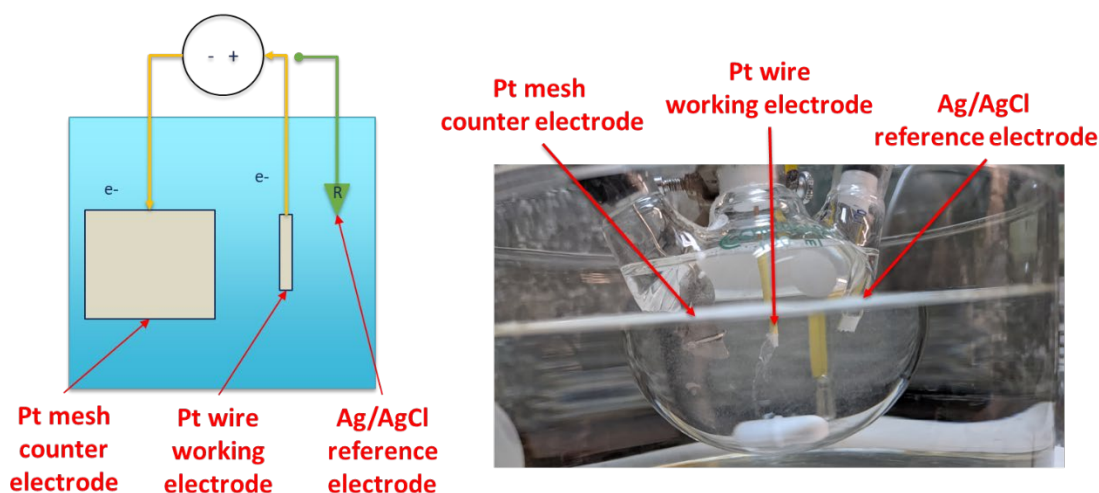 - +
e-
e-
R
Pt mesh
counter
electrode
Pt wire
working
electrode
Ag/AgCl
reference
electrode
Pt mesh
counter electrode
Pt wire
working electrode
Ag/AgCl
reference electrode